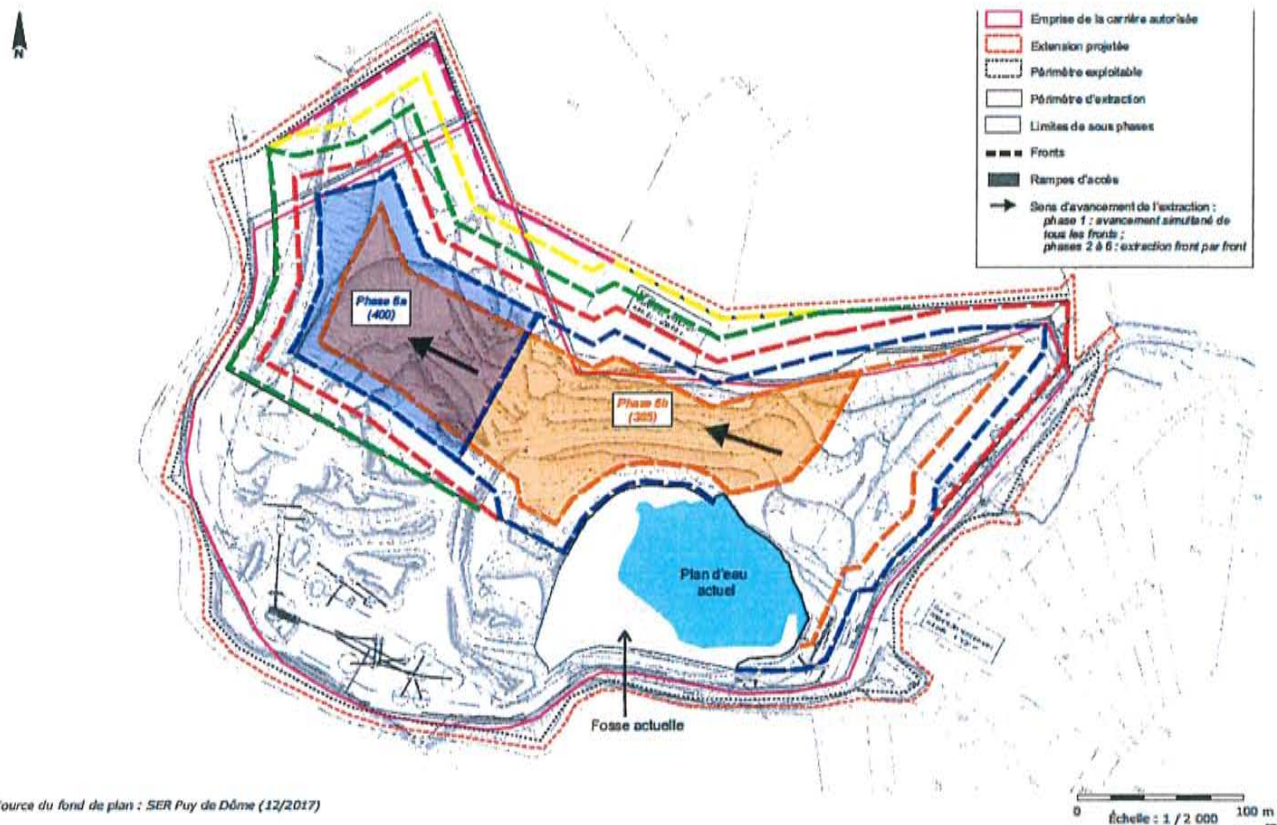 N
Emprise de la carrière autorisée
Extension projetée
Périmètre exploitable
Périmètre d'extraction
Limites de sous phases
Fronts
Rampes d'accès
Sens d'avancement de l'extraction :
phase 1 : avancement simultané de
tous les fronts ;
phases 2 à 6 : extraction front par front
Phase 6a
(400)
Phase 6b
(385)
Plan d'eau
actuel
Fosse actuelle
ource du fond de plan : SER Puy de Dôme (12/2017)
0
100 m
Échelle : 1 / 2 000